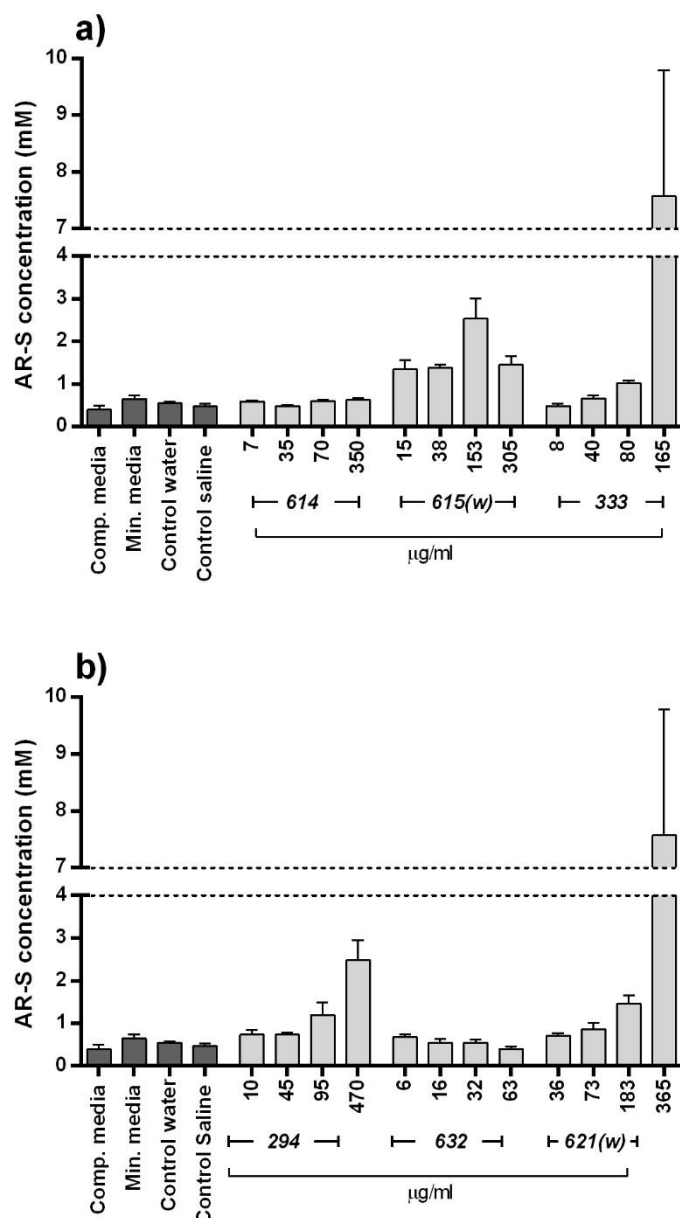 a)
AR-S concentration (mM)
10
9
8
7
4
3
2
1
0
Comp. media
Min. media
Control water
Control saline
7
35
70
350
15
38
153
305
8
40
80
165
614
615(w)
333
μg/ml
b)
AR-S concentration (mM)
10
9
8
7
4
3
2
1
0
Comp. media
Min. media
Control water
Control Saline
10
45
95
470
6
16
32
63
36
73
183
365
294
632
621(w)
μg/ml